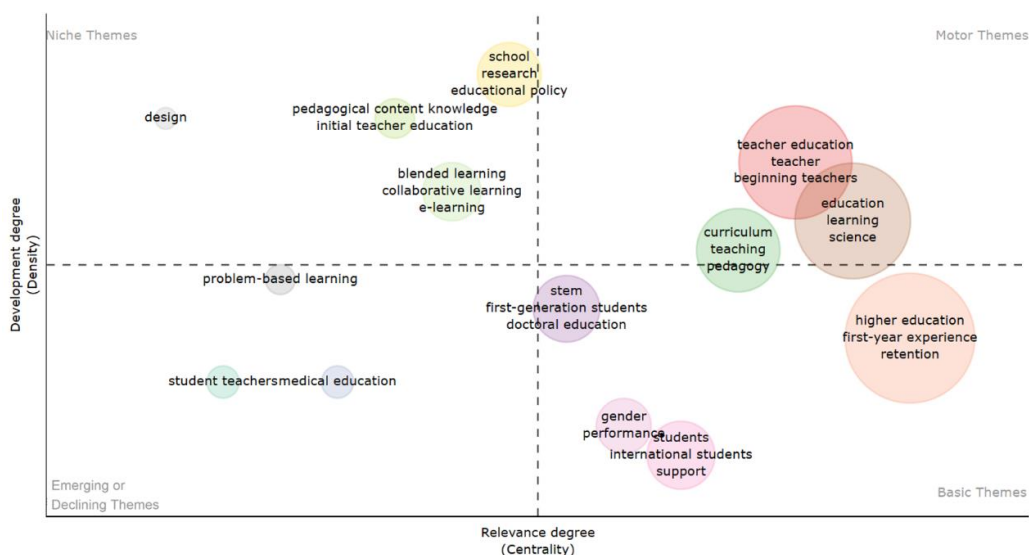 Niche Themes
Motor Themes
school
research
educational policy
design
pedagogical content knowledge
initial teacher education
teacher education
teacher
beginning teachers
blended learning
collaborative learning
e-learning
education
learning
science
curriculum
teaching
pedagogy
Development degree
(Density)
problem-based learning
stem
first-generation students
doctoral education
higher education
first-year experience
retention
student teachers
medical education
gender
performance
students
international students
support
Emerging or
Declining Themes
Basic Themes
Relevance degree
(Centrality)